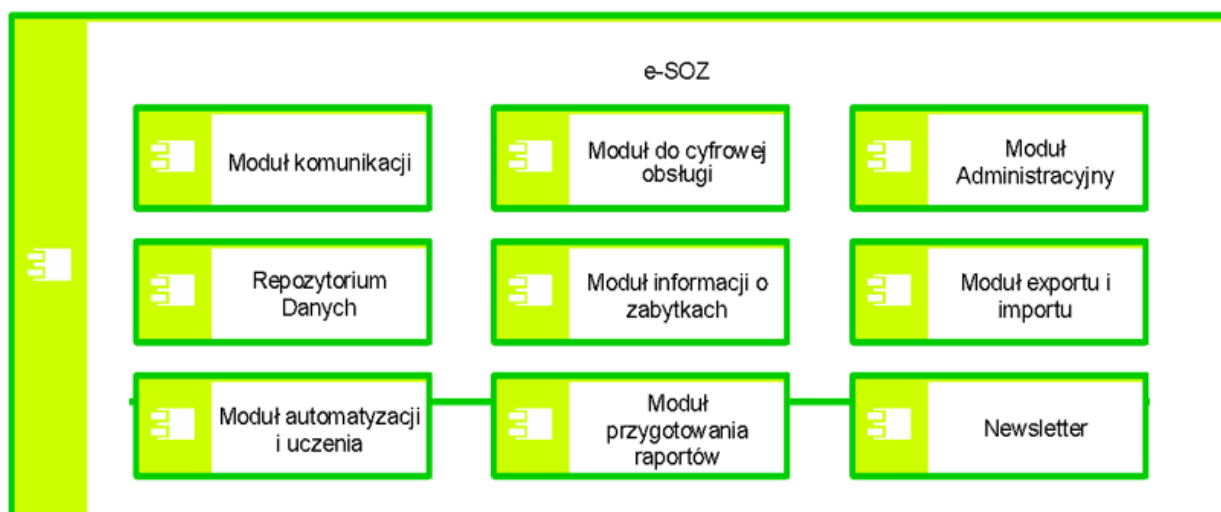 e-SOZ
Moduł komunikacji
Moduł do cyfrowej
obsługi
Moduł
Administracyjny
Repozytorium
Danych
Moduł informacji o
zabytkach
Moduł exportu i
importu
Moduł automatyzacji
i uczenia
Moduł
przygotowania
raportów
Newsletter